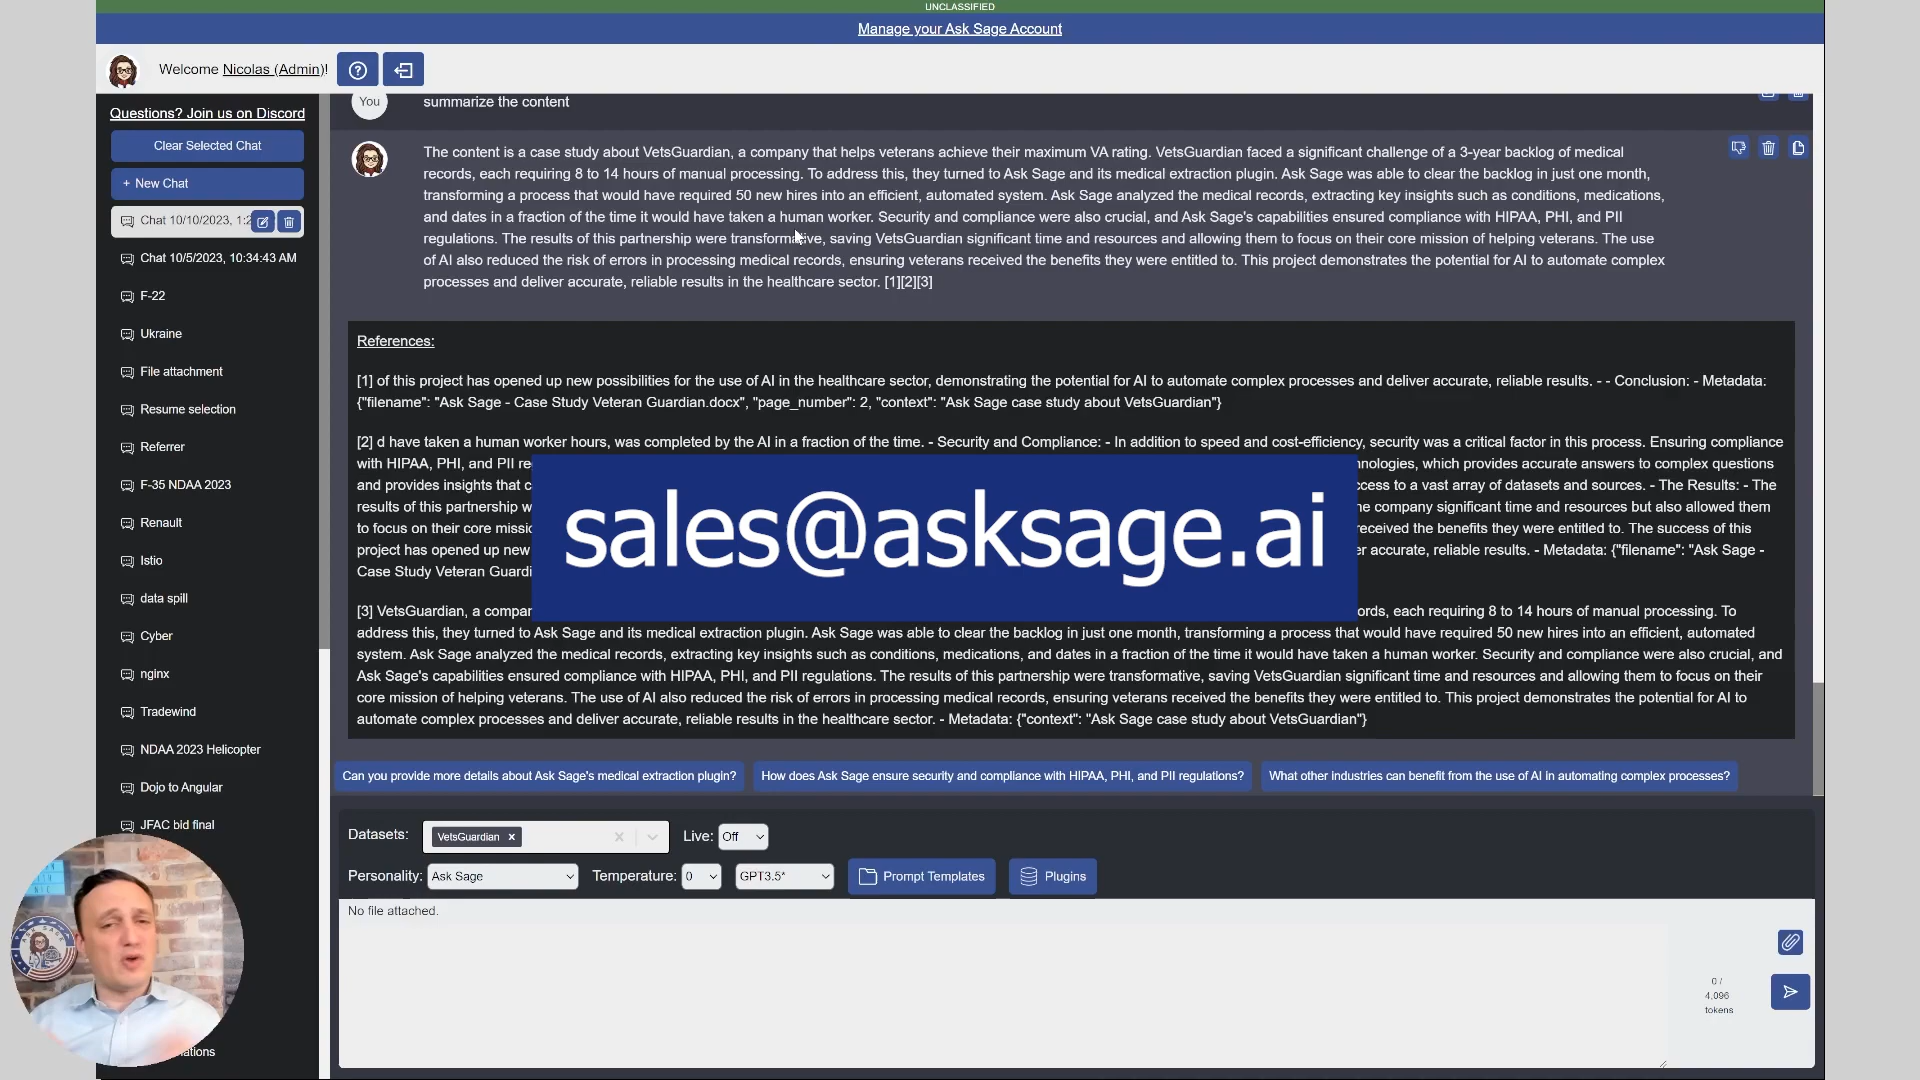 UNCLASSIFIED
Manage your Ask Sage Account
Welcome Nicolas (Admin)!
Questions? Join us on Discord
Clear Selected Chat
+ New Chat
Chat 10/10/2023, 1:2
Chat 10/5/2023, 10:34:43 AM
F-22
Ukraine
File attachment
Resume selection
Referrer
F-35 NDAA 2023
Renault
Istio
data spill
Cyber
nginx
Tradewind
NDAA 2023 Helicopter
Dojo to Angular
JFAC bid final
You
summarize the content
The content is a case study about VetsGuardian, a company that helps veterans achieve their maximum VA rating. VetsGuardian faced a significant challenge of a 3-year backlog of medical
records, each requiring 8 to 14 hours of manual processing. To address this, they turned to Ask Sage and its medical extraction plugin. Ask Sage was able to clear the backlog in just one month,
transforming a process that would have required 50 new hires into an efficient, automated system. Ask Sage analyzed the medical records, extracting key insights such as conditions, medications,
and dates in a fraction of the time it would have taken a human worker. Security and compliance were also crucial, and Ask Sage's capabilities ensured compliance with HIPAA, PHI, and PII
regulations. The results of this partnership were transformative, saving VetsGuardian significant time and resources and allowing them to focus on their core mission of helping veterans. The use
of AI also reduced the risk of errors in processing medical records, ensuring veterans received the benefits they were entitled to. This project demonstrates the potential for AI to automate complex
processes and deliver accurate, reliable results in the healthcare sector. [1][2][3]
References:
[1] of this project has opened up new possibilities for the use of AI in the healthcare sector, demonstrating the potential for AI to automate complex processes and deliver accurate, reliable results. - - Conclusion: - Metadata:
{"filename": "Ask Sage - Case Study Veteran Guardian.docx", "page_number": 2, "context": "Ask Sage case study about VetsGuardian"}
[2] d have taken a human worker hours, was completed by the AI in a fraction of the time. - Security and Compliance: - In addition to speed and cost-efficiency, security was a critical factor in this process. Ensuring compliance
with HIPAA, PHI, and PII
and provides insights that
results of this partnership
to focus on their core
project has opened up new
Case Study Veteran
which provides accurate answers to complex questions
to a vast array of datasets and sources. - The Results: - The
company significant time and resources but also allowed them
received the benefits they were entitled to. The success of this
accurate, reliable results. - Metadata: {"filename": "Ask Sage -
sales@asksage.ai
[3] VetsGuardian, a
each requiring 8 to 14 hours of manual processing. To
address this, they turned to Ask Sage and its medical extraction plugin. Ask Sage was able to clear the backlog in just one month, transforming a process that would have required 50 new hires into an efficient, automated
system. Ask Sage analyzed the medical records, extracting key insights such as conditions, medications, and dates in a fraction of the time it would have taken a human worker. Security and compliance were also crucial, and
Ask Sage's capabilities ensured compliance with HIPAA, PHI, and PII regulations. The results of this partnership were transformative, saving VetsGuardian significant time and resources and allowing them to focus on their
core mission of helping veterans. The use of AI also reduced the risk of errors in processing medical records, ensuring veterans received the benefits they were entitled to. This project demonstrates the potential for AI to
automate complex processes and deliver accurate, reliable results in the healthcare sector. - Metadata: {"context": "Ask Sage case study about VetsGuardian"}
Can you provide more details about Ask Sage's medical extraction plugin?
How does Ask Sage ensure security and compliance with HIPAA, PHI, and PII regulations?
What other industries can benefit from the use of AI in automating complex processes?
Datasets: VetsGuardian x
Live: Off
Personality: Ask Sage
Temperature: 0
GPT3.5*
Prompt Templates
Plugins
No file attached.
0 /
4,096
tokens